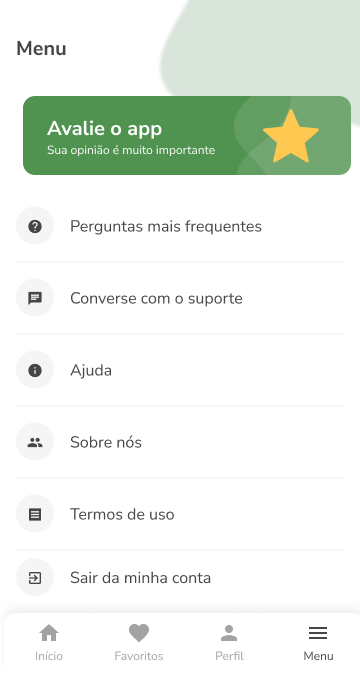 Menu
Avalie o app
Sua opinião é muito importante
Perguntas mais frequentes
Converse com o suporte
Ajuda
Sobre nós
Termos de uso
Sair da minha conta
Início Favoritos Perfil Menu